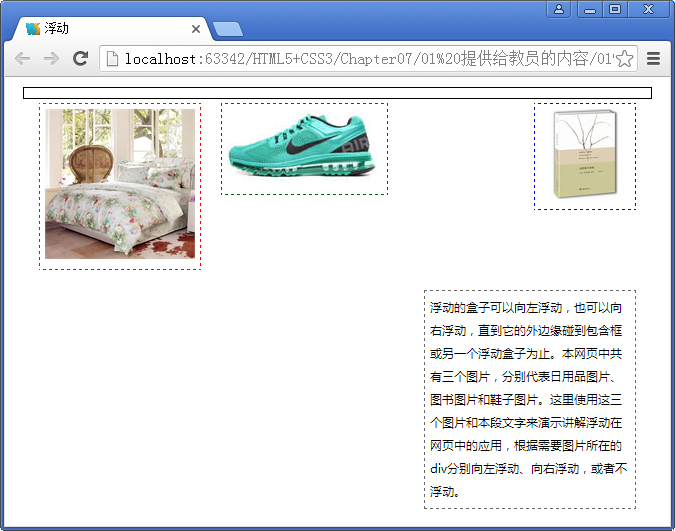 浮动
localhost:63342/HTML5+CSS3/Chapter07/01%20提供给教员的内容/01
AIR
浮动的盒子可以向左浮动，也可以向
右浮动，直到它的外边缘碰到包含框
或另一个浮动盒子为止。本网页中共
有三个图片，分别代表日用品图片、
图书图片和鞋子图片。这里使用这三
个图片和本段文字来演示讲解浮动在
网页中的应用，根据需要图片所在的
div分别向左浮动、向右浮动，或者不
浮动。